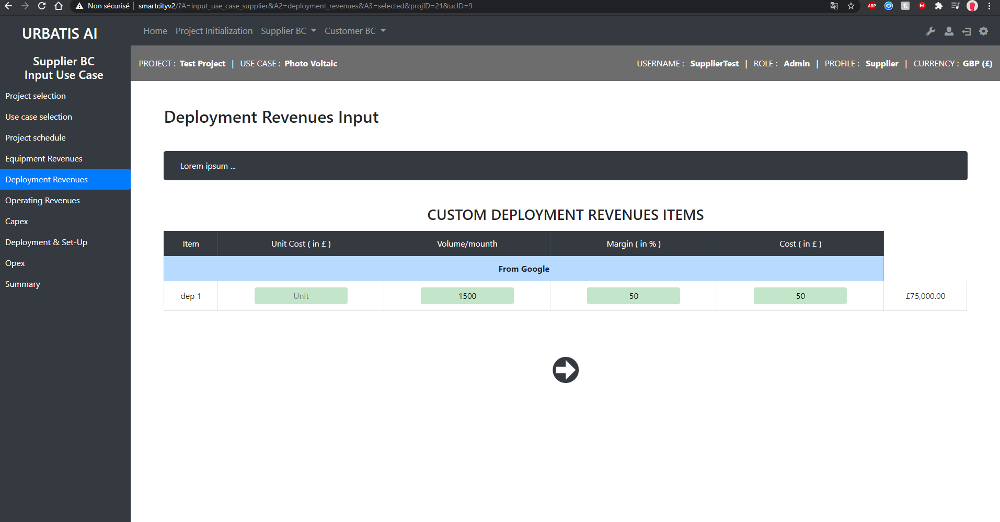 Non sécurisé | smartcityv2/?A=input_use_case_supplier&A2=deployment_revenues&A3=selected&projID=21&ucID=9
ABP
M
URBATIS AI
Home Project Initialization Supplier BC Customer BC
Supplier BC
Input Use Case
PROJECT : Test Project | USE CASE : Photo Voltaic
USERNAME : SupplierTest | ROLE : Admin | PROFILE : Supplier | CURRENCY : GBP (£)
Project selection
Use case selection
Project schedule
Equipment Revenues
Deployment Revenues
Operating Revenues
Capex
Deployment & Set-Up
Opex
Summary
Deployment Revenues Input
Lorem ipsum ...
CUSTOM DEPLOYMENT REVENUES ITEMS
Item Unit Cost ( in £ ) Volume/mounth Margin ( in % ) Cost ( in £ )
From Google
dep 1 Unit 1500 50 50 £75,000.00